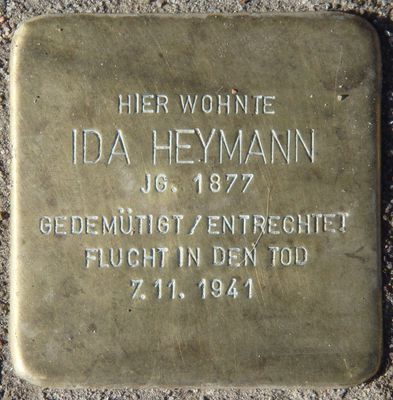 HIER WOHNTE
IDA HEYMANN
JG. 1877
GEDEMÜTIGT/ENTRECHTET
FLUCHT IN DEN TOD
7.11. 1941